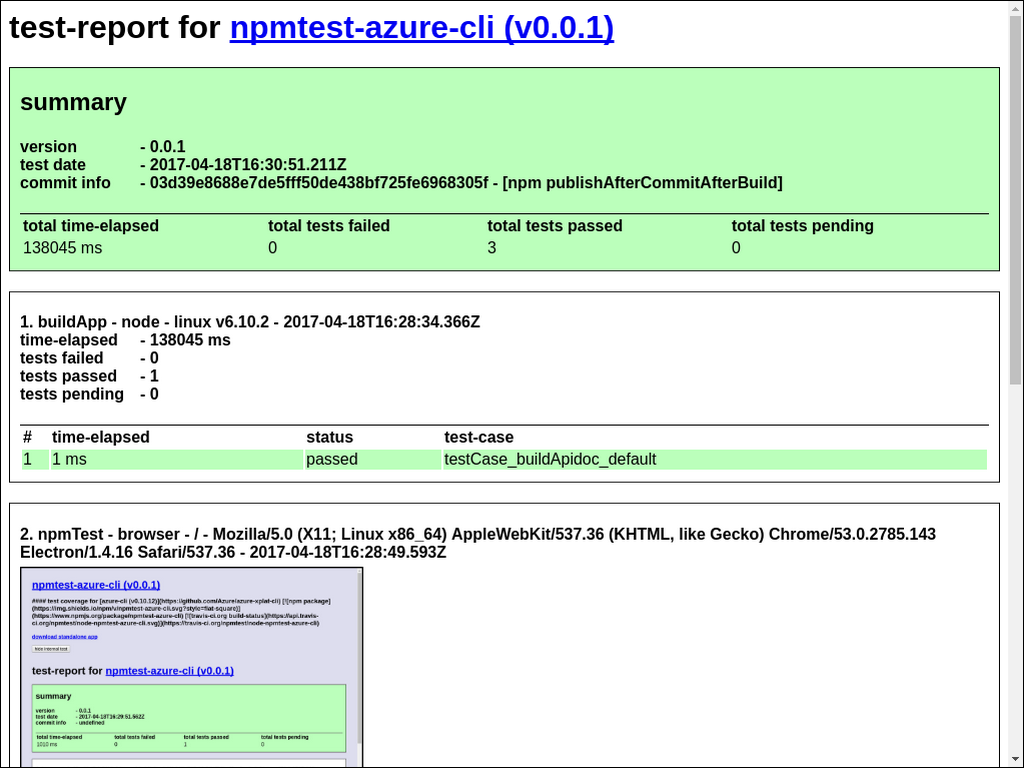 test-report for npmtest-azure-cli (v0.0.1)
summary
version - 0.0.1
test date - 2017-04-18T16:30:51.211Z
commit info - 03d39e8688e7de5fff50de438bf725fe6968305f - [npm publishAfterCommitAfterBuild]
total time-elapsed total tests failed total tests passed total tests pending
138045 ms 0 3 0
1. buildApp - node - linux v6.10.2 - 2017-04-18T16:28:34.366Z
time-elapsed - 138045 ms
tests failed - 0
tests passed - 1
tests pending - 0
# time-elapsed status test-case
1 1 ms passed testCase_buildApidoc_default
2. npmTest - browser - / - Mozilla/5.0 (X11; Linux x86_64) AppleWebKit/537.36 (KHTML, like Gecko) Chrome/53.0.2785.143
Electron/1.4.16 Safari/537.36 - 2017-04-18T16:28:49.593Z
npmtest-azure-cli (v0.0.1)
#### test coverage for [azure-cli (v0.10.12)](https://github.com/Azure/azure-xplat-cli) [![npm package]
(https://img.shields.io/npm/v/npmtest-azure-cli.svg?style=flat-square)]
(https://www.npmjs.org/package/npmtest-azure-cli) [![travis-ci.org build-status](https://api.travis-
ci.org/npmtest/node-npmtest-azure-cli.svg)](https://travis-ci.org/npmtest/node-npmtest-azure-cli)
download standalone app
hide internal test
test-report for npmtest-azure-cli (v0.0.1)
summary
version - 0.0.1
test date - 2017-04-18T16:29:51.562Z
commit info - undefined
total time-elapsed total tests failed total tests passed total tests pending
1010 ms 0 1 0